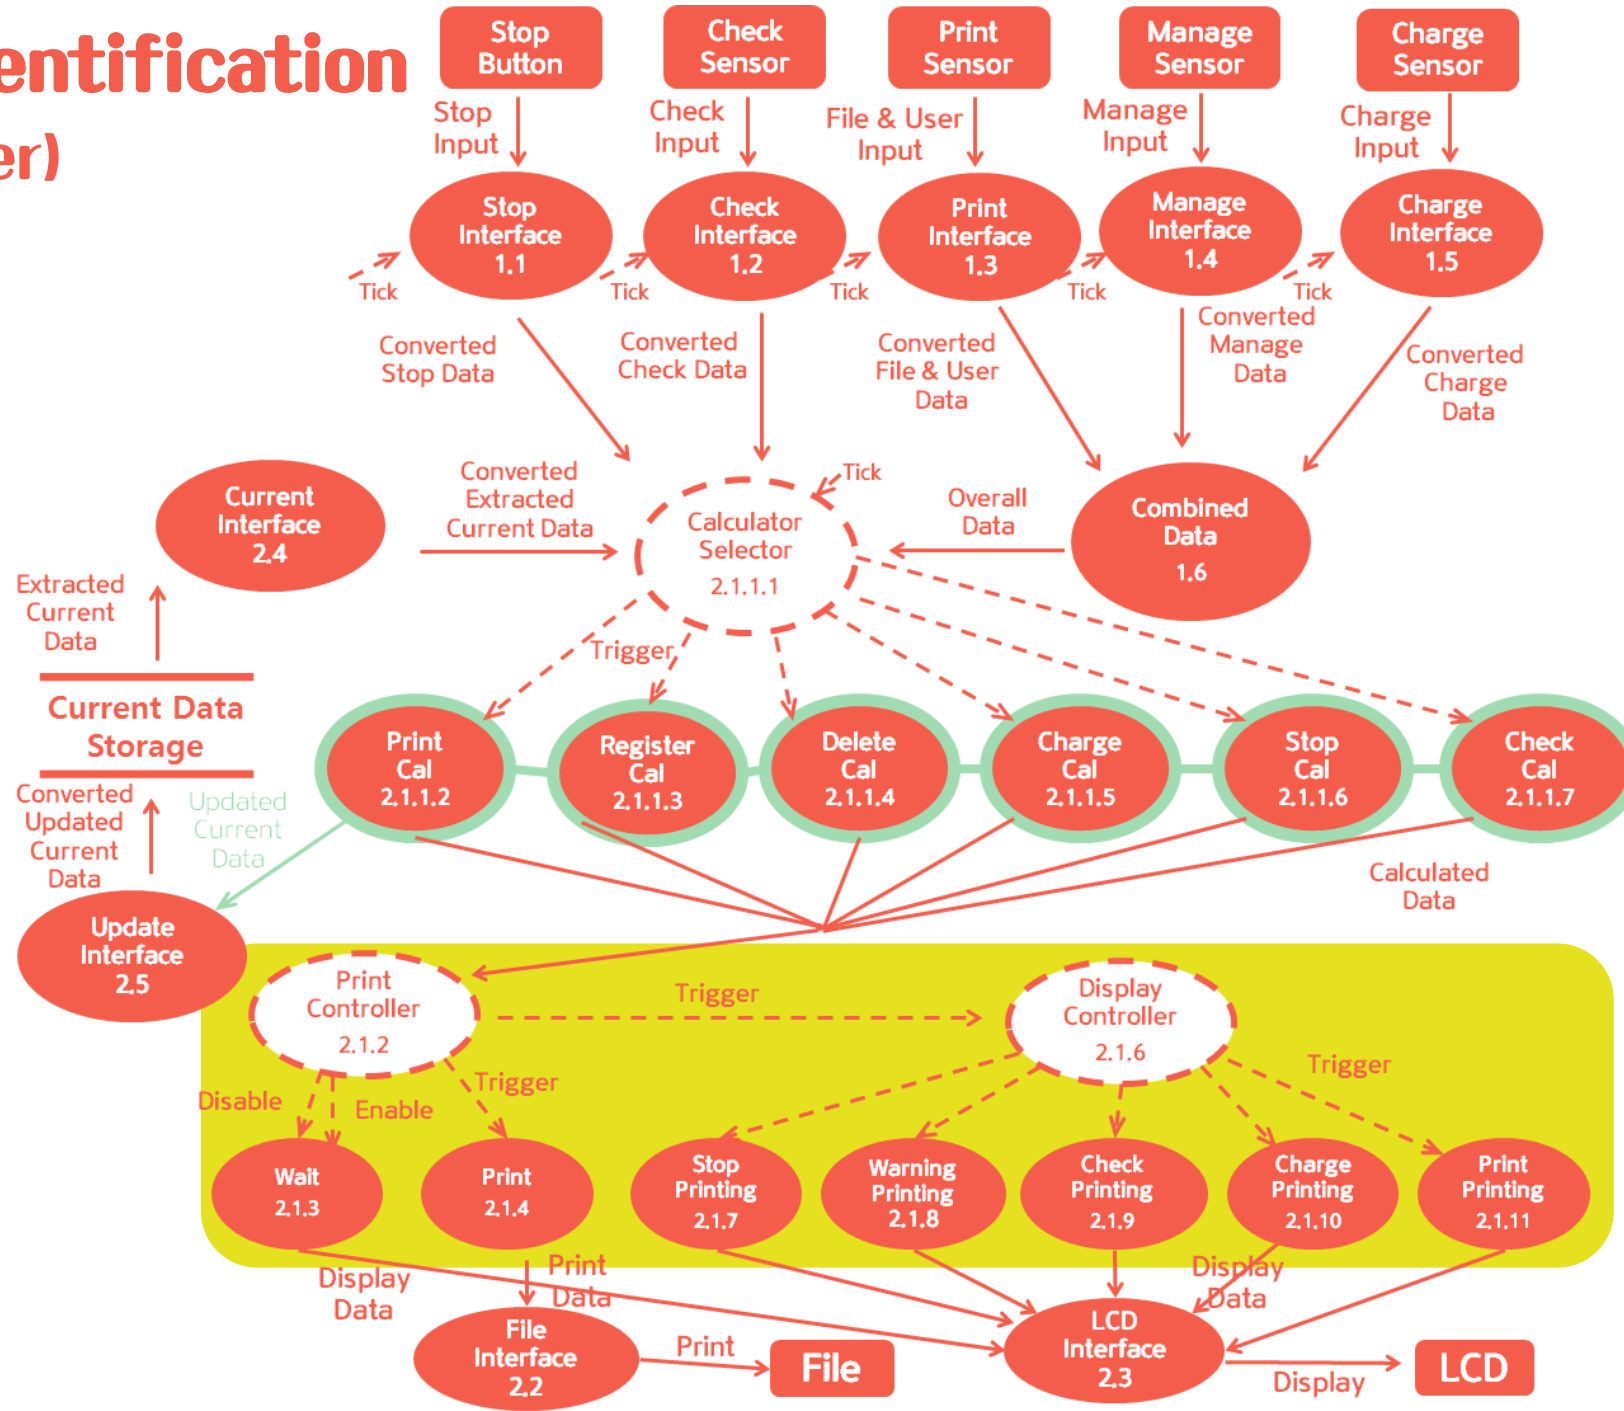 entification
er)
Stop
Button
Check
Sensor
Print
Sensor
Manage
Sensor
Charge
Sensor
Stop
Input
Check
Input
File & User
Input
Manage
Input
Charge
Input
Stop
Interface
1.1
Check
Interface
1.2
Print
Interface
1.3
Manage
Interface
1.4
Charge
Interface
1.5
Tick
Tick
Tick
Tick
Tick
Converted
Stop Data
Converted
Check Data
Converted
File & User
Data
Converted
Manage
Data
Converted
Charge
Data
Current
Interface
2.4
Converted
Extracted
Current Data
Tick
Calculator
Selector
2.1.1.1
Overall
Data
Combined
Data
1.6
Extracted
Current
Data
Trigger
Current Data
Storage
Print
Cal
2.1.1.2
Register
Cal
2.1.1.3
Delete
Cal
2.1.1.4
Charge
Cal
2.1.1.5
Stop
Cal
2.1.1.6
Check
Cal
2.1.1.7
Converted
Updated
Current
Data
Updated
Current
Data
Calculated
Data
Update
Interface
2.5
Print
Controller
2.1.2
Trigger
Display
Controller
2.1.6
Disable
Enable
Trigger
Trigger
Wait
2.1.3
Print
2.1.4
Stop
Printing
2.1.7
Warning
Printing
2.1.8
Check
Printing
2.1.9
Charge
Printing
2.1.10
Print
Printing
2.1.11
Display
Data
Print
Data
Display
Data
File
Interface
2.2
Print
File
LCD
Interface
2.3
Display
LCD